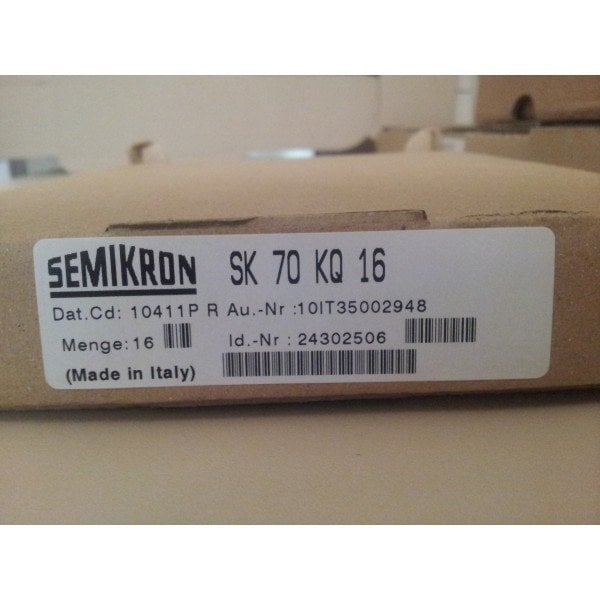 SEMIKRON SK 70 KQ 16
Dat.Cd: 10411P R Au.-Nr :10IT35002948
Menge:16 Id.-Nr : 24302506
(Made in Italy)